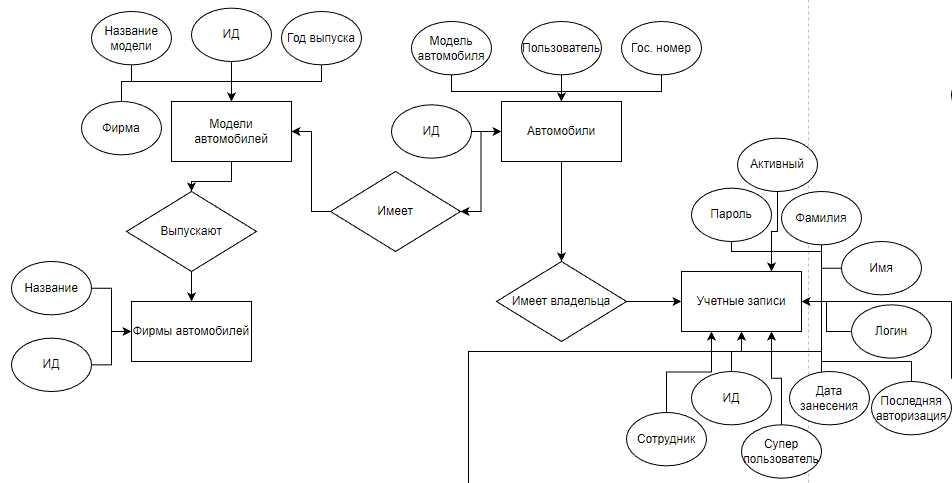 Название
модели
ИД
Год выпуска
Модель
автомобиля
Пользователь
Гос. номер
Фирма
Модели
автомобилей
ИД
Автомобили
Активный
Выпускают
Имеет
Пароль
Фамилия
Имя
Название
Имеет владельца
Учетные записи
Фирмы автомобилей
Логин
ИД
ИД
Дата
занесения
Последняя
авторизация
Сотрудник
Супер
пользователь